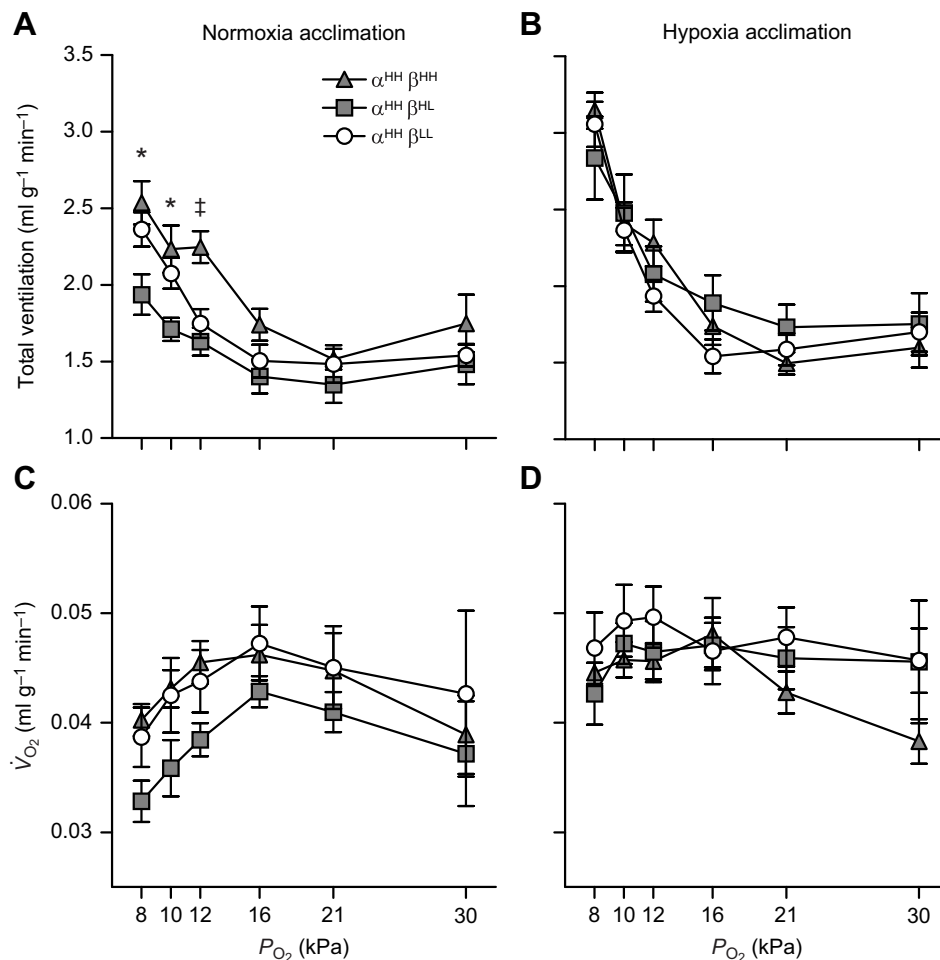 A
Normoxia acclimation
B
Hypoxia acclimation
3.5
3.0
2.5
2.0
1.5
1.0
Total ventilation (ml g⁻¹ min⁻¹)
αᴴᴴ βᴴᴴ
αᴴᴴ βᴴᴸ
αᴴᴴ βᴸᴸ
* * ‡
C
D
0.06
0.05
0.04
0.03
V̇O₂ (ml g⁻¹ min⁻¹)
8 10 12 16 21 30
8 10 12 16 21 30
PO₂ (kPa)
PO₂ (kPa)